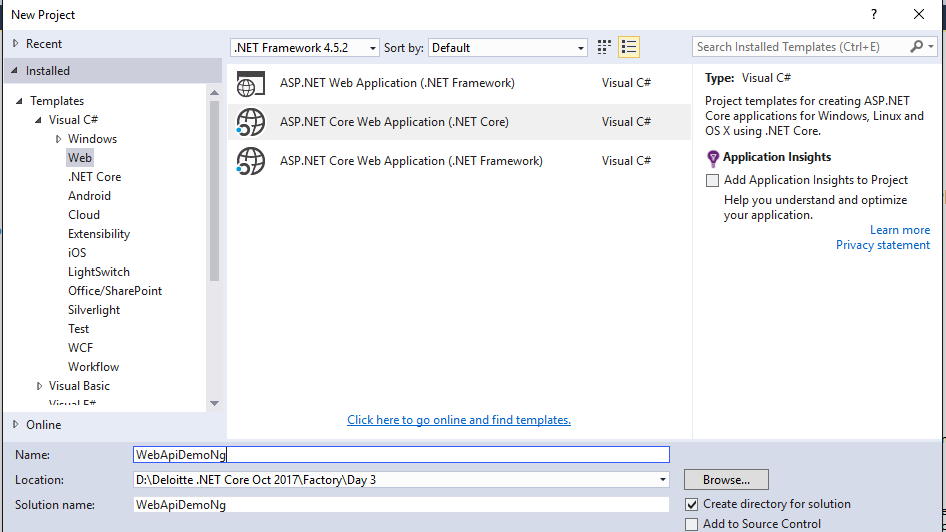 New Project
?
Recent
Installed
Templates
Visual C#
Windows
Web
.NET Core
Android
Cloud
Extensibility
iOS
LightSwitch
Office/SharePoint
Silverlight
Test
WCF
Workflow
Visual Basic
Visual F#
Online
.NET Framework 4.5.2
Sort by:
Default
ASP.NET Web Application (.NET Framework) Visual C#
ASP.NET Core Web Application (.NET Core) Visual C#
ASP.NET Core Web Application (.NET Framework) Visual C#
Click here to go online and find templates.
Search Installed Templates (Ctrl+E)
Type: Visual C#
Project templates for creating ASP.NET
Core applications for Windows, Linux and
OS X using .NET Core.
Application Insights
Add Application Insights to Project
Help you understand and optimize
your application.
Learn more
Privacy statement
Name: WebApiDemoNg
Location: D:\Deloitte .NET Core Oct 2017\Factory\Day 3
Browse...
Solution name: WebApiDemoNg
Create directory for solution
Add to Source Control